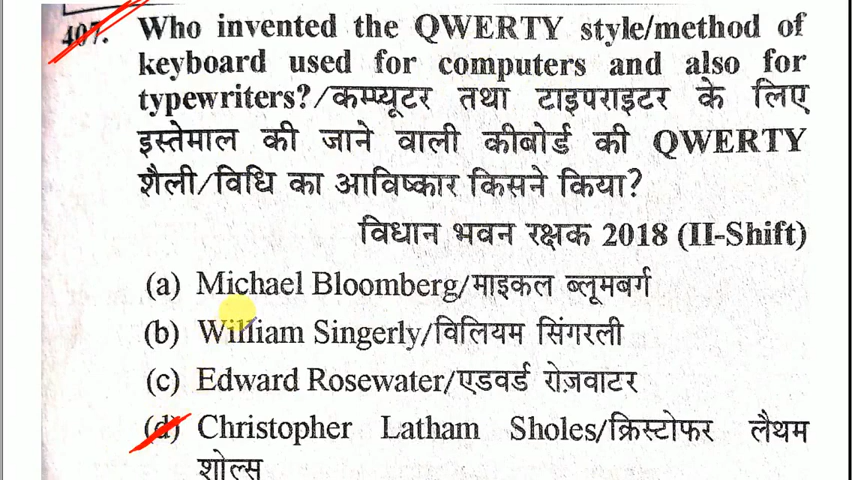 407. Who invented the QWERTY style/method of
keyboard used for computers and also for
typewriters?/कम्प्यूटर तथा टाइपराइटर के लिए
इस्तेमाल की जाने वाली कीबोर्ड की QWERTY
शैली/विधि का आविष्कार किसने किया?
विधान भवन रक्षक 2018 (II-Shift)
(a) Michael Bloomberg/माइकल ब्लूमबर्ग
(b) William Singerly/विलियम सिंगरली
(c) Edward Rosewater/एडवर्ड रोज़वाटर
(d) Christopher Latham Sholes/क्रिस्टोफर लैथम
शोल्स